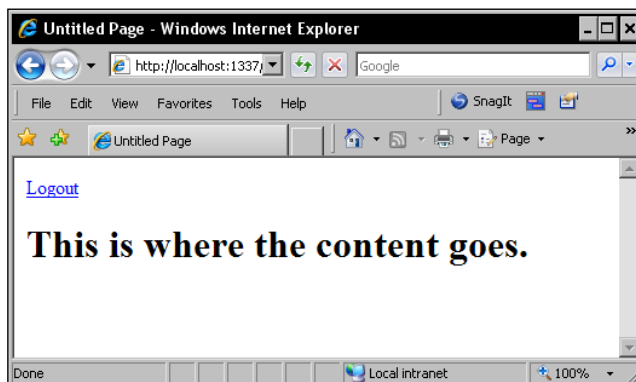 Untitled Page - Windows Internet Explorer
http://localhost:1337/
Google
File Edit View Favorites Tools Help SnagIt
Untitled Page Page
Logout
This is where the content goes.
Done Local intranet 100%